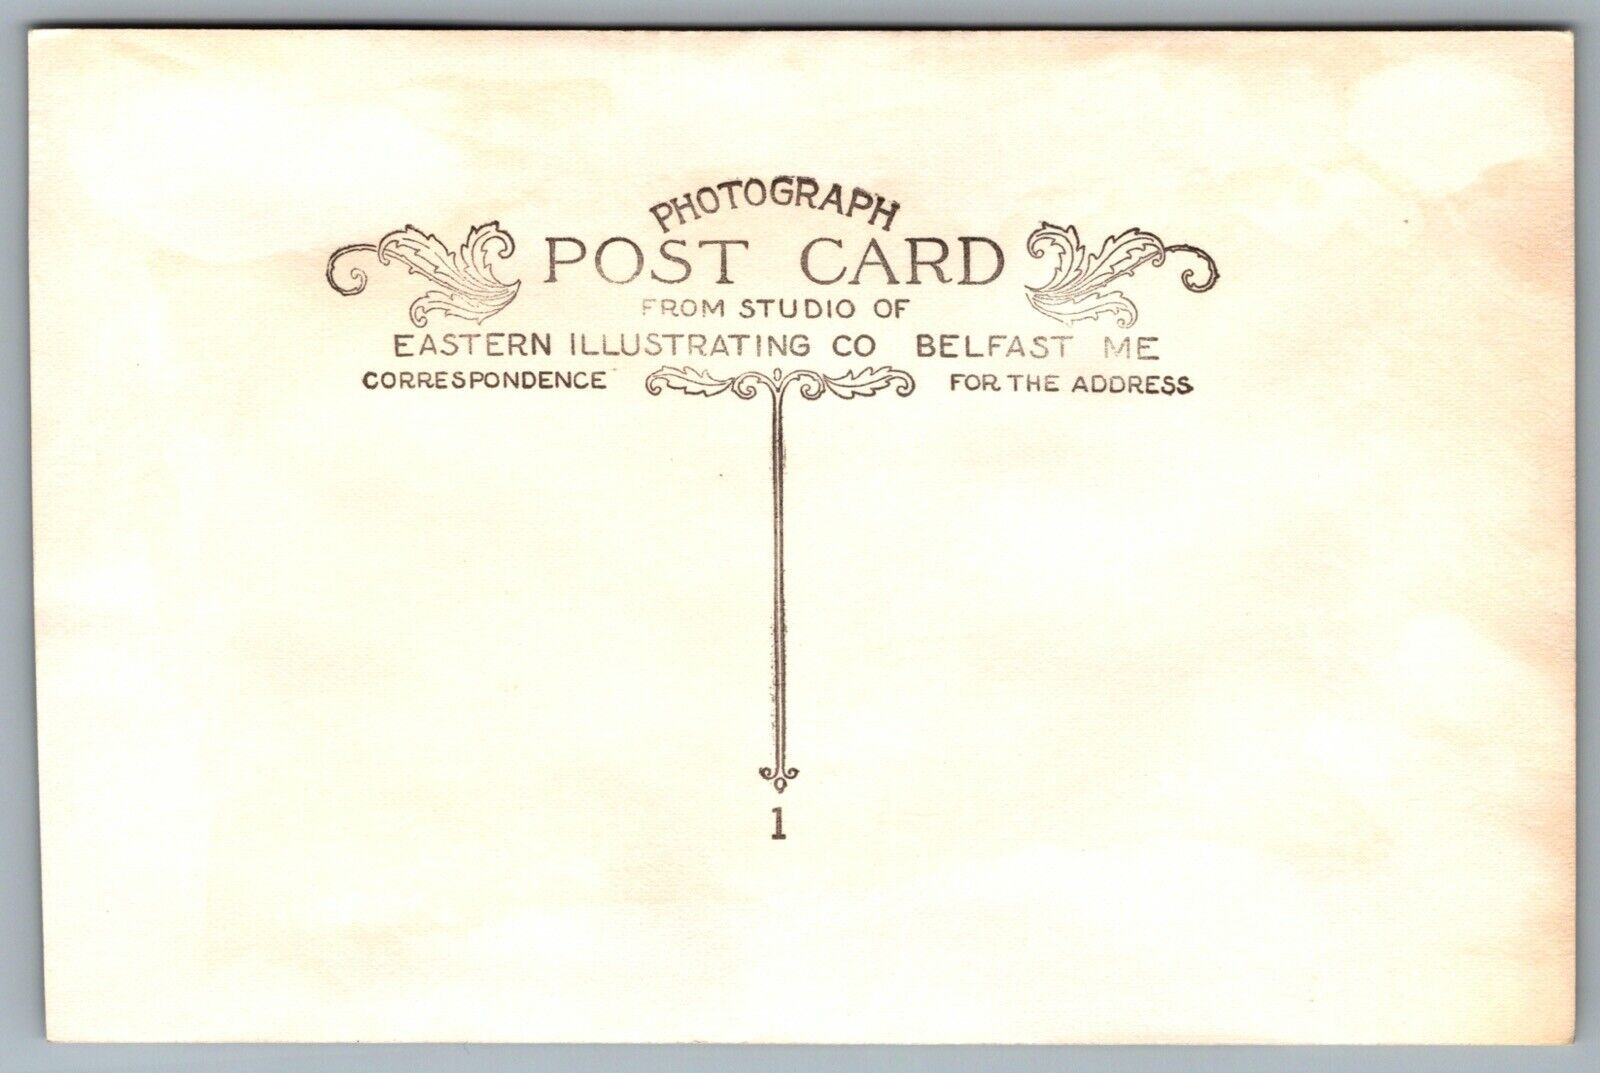 PHOTOGRAPH
POST CARD
FROM STUDIO OF
EASTERN ILLUSTRATING CO BELFAST ME
CORRESPONDENCE FOR THE ADDRESS
1